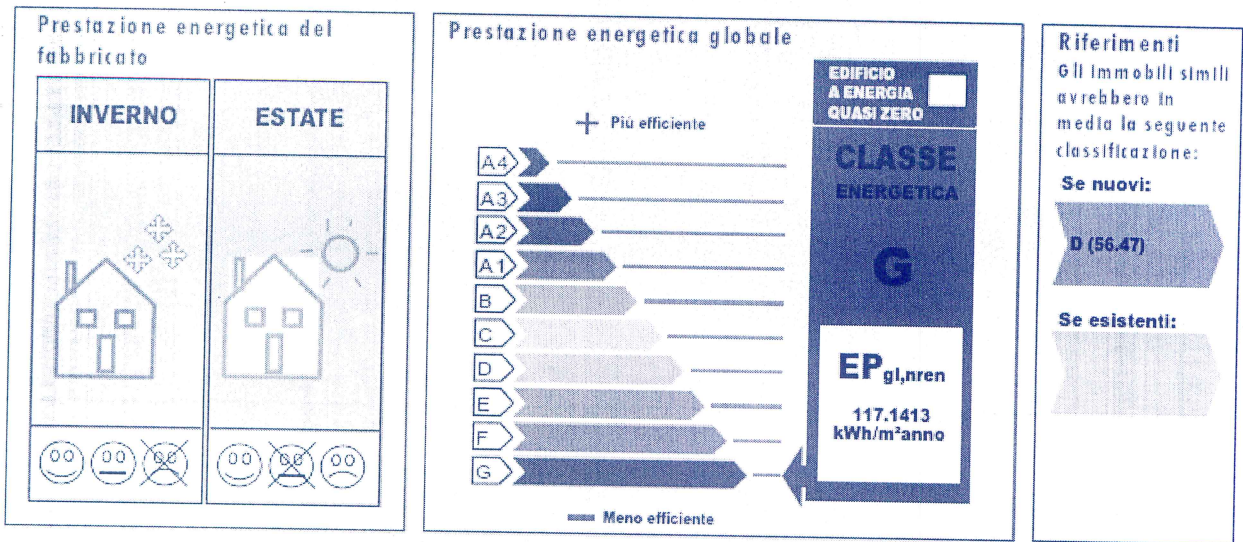 Prestazione energetica del
fabbricato
INVERNO
ESTATE
Prestazione energetica globale
+ Più efficiente
A4
A3
A2
A1
B
C
D
E
F
G
Meno efficiente
EDIFICIO
A ENERGIA
QUASI ZERO
CLASSE
ENERGETICA
G
EPgl,nren
117.1413
kWh/m²anno
Riferimenti
Gli immobili simili
avrebbero in
media la seguente
classificazione:
Se nuovi:
D (56.47)
Se esistenti: